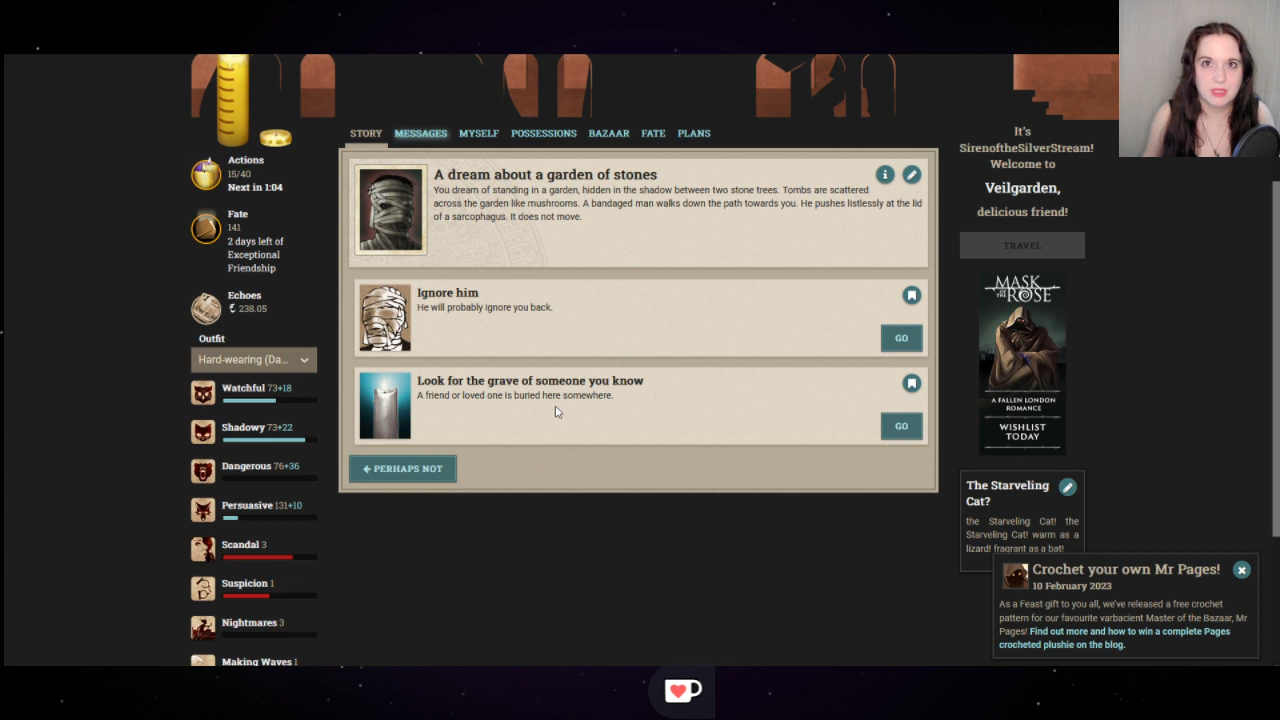 Actions
15/40
Next in 1:04
Fate
141
2 days left of
Exceptional
Friendship
Echoes
238.05
Outfit
Hard-wearing (Da...
Watchful 73+18
Shadowy 73+22
Dangerous 76+36
Persuasive 131+10
Scandal 3
Suspicion 1
Nightmares 3
Making Waves 1
STORY MESSAGES MYSELF POSSESSIONS BAZAAR FATE PLANS
A dream about a garden of stones
You dream of standing in a garden, hidden in the shadow between two stone trees. Tombs are scattered
across the garden like mushrooms. A bandaged man walks down the path towards you. He pushes listlessly at the lid
of a sarcophagus. It does not move.
Ignore him
He will probably ignore you back.
GO
Look for the grave of someone you know
A friend or loved one is buried here somewhere.
GO
PERHAPS NOT
It's
SirenoftheSilverStream!
Welcome to
Veilgarden,
delicious friend!
TRAVEL
MASK
OF THE
ROSE
A FALLEN LONDON
ROMANCE
WISHLIST
TODAY
The Starveling
Cat?
the Starveling Cat! the
Starveling Cat! warm as a
lizard! fragrant as a bat!
Crochet your own Mr Pages!
10 February 2023
As a Feast gift to you all, we've released a free crochet
pattern for our favourite varbacient Master of the Bazaar, Mr
Pages! Find out more and how to win a complete Pages
crocheted plushie on the blog.